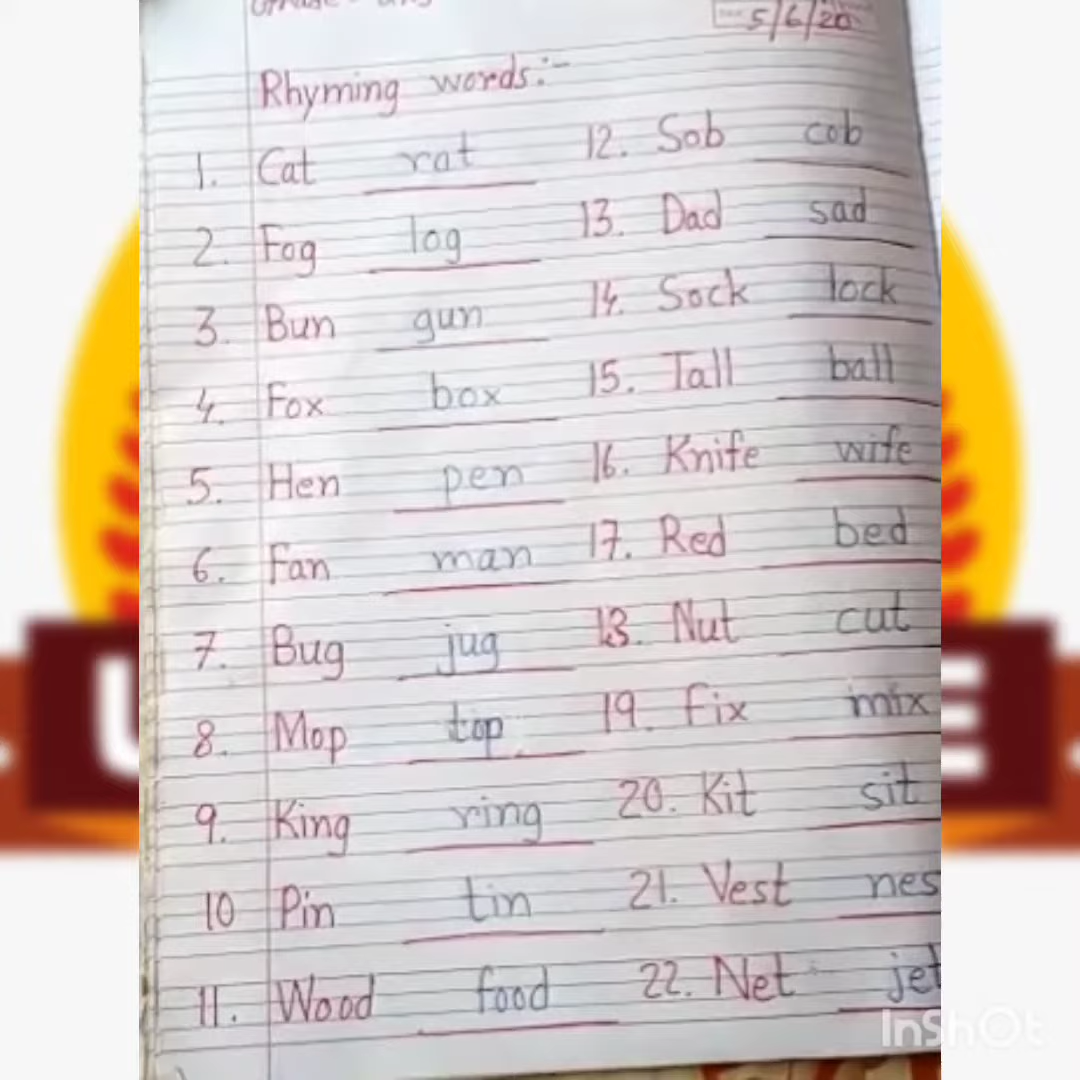 5/6/20
Rhyming words:-
1. Cat rat
2. Fog log
3. Bun gun
4. Fox box
5. Hen pen
6. Fan man
7. Bug jug
8. Mop top
9. King ring
10 Pin tin
11. Wood food
12. Sob cob
13. Dad sad
14. Sock lock
15. Tall ball
16. Knife wife
17. Red bed
18. Nut cut
19. Fix mix
20. Kit sit
21. Vest nes
22. Net jet
InShOt